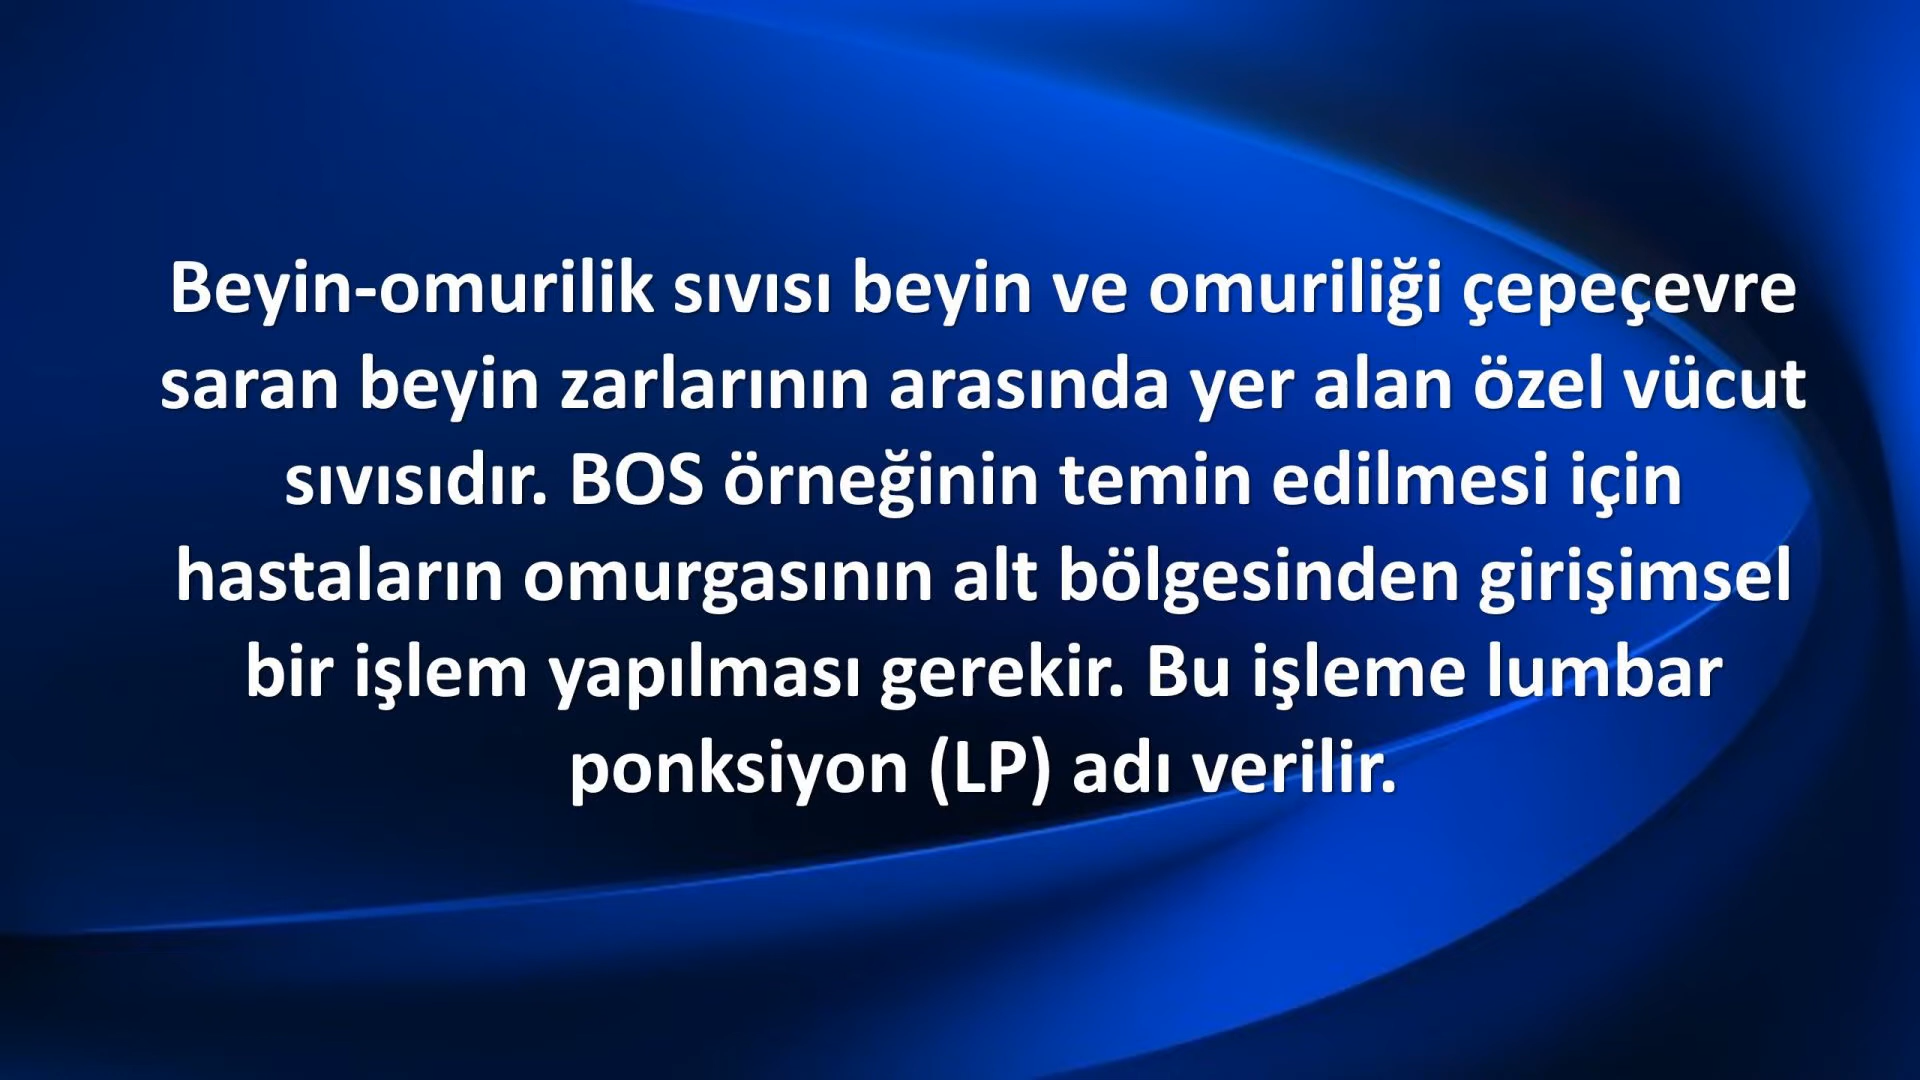 Beyin-omurilik sıvısı beyin ve omuriliği çepeçevre
saran beyin zarlarının arasında yer alan özel vücut
sıvısıdır. BOS örneğinin temin edilmesi için
hastaların omurgasının alt bölgesinden girişimsel
bir işlem yapılması gerekir. Bu işleme lumbar
ponksiyon (LP) adı verilir.